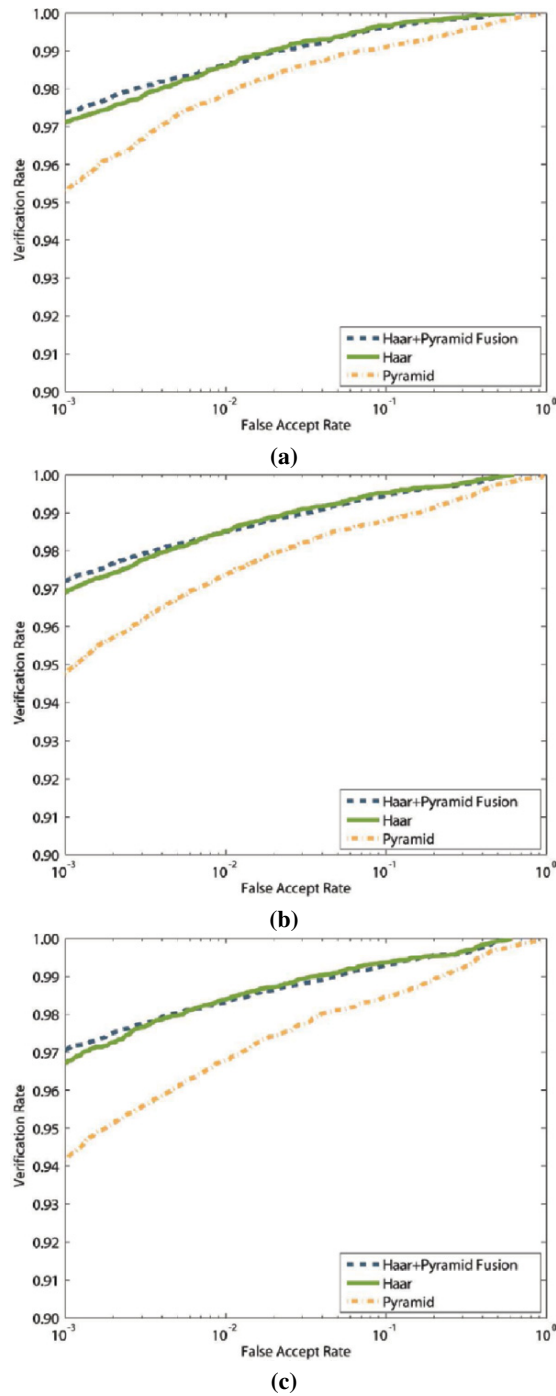 1.00
0.99
0.98
0.97
0.96
0.95
0.94
0.93
0.92
0.91
0.90
Verification Rate
Haar+Pyramid Fusion
Haar
Pyramid
10⁻³ 10⁻² 10⁻¹ 10⁰
False Accept Rate
(a)
1.00
0.99
0.98
0.97
0.96
0.95
0.94
0.93
0.92
0.91
0.90
Verification Rate
Haar+Pyramid Fusion
Haar
Pyramid
10⁻³ 10⁻² 10⁻¹ 10⁰
False Accept Rate
(b)
1.00
0.99
0.98
0.97
0.96
0.95
0.94
0.93
0.92
0.91
0.90
Verification Rate
Haar+Pyramid Fusion
Haar
Pyramid
10⁻³ 10⁻² 10⁻¹ 10⁰
False Accept Rate
(c)